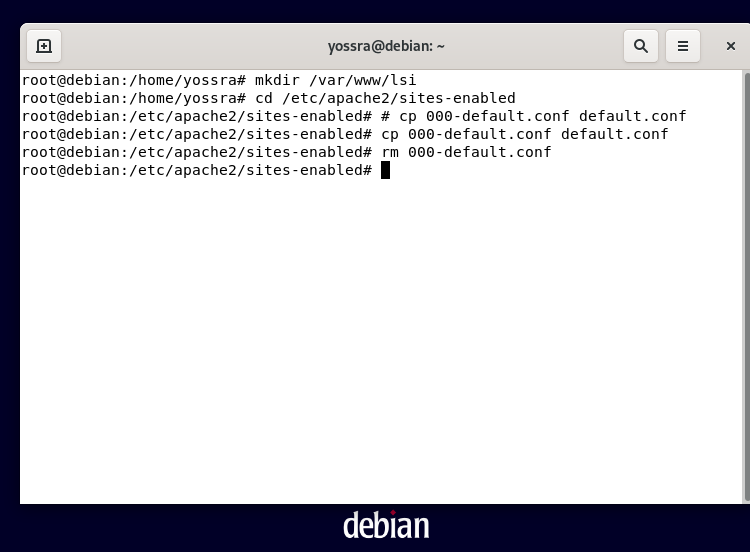 yossra@debian: ~
root@debian:/home/yossra# mkdir /var/www/lsi
root@debian:/home/yossra# cd /etc/apache2/sites-enabled
root@debian:/etc/apache2/sites-enabled# # cp 000-default.conf default.conf
root@debian:/etc/apache2/sites-enabled# cp 000-default.conf default.conf
root@debian:/etc/apache2/sites-enabled# rm 000-default.conf
root@debian:/etc/apache2/sites-enabled#
debian